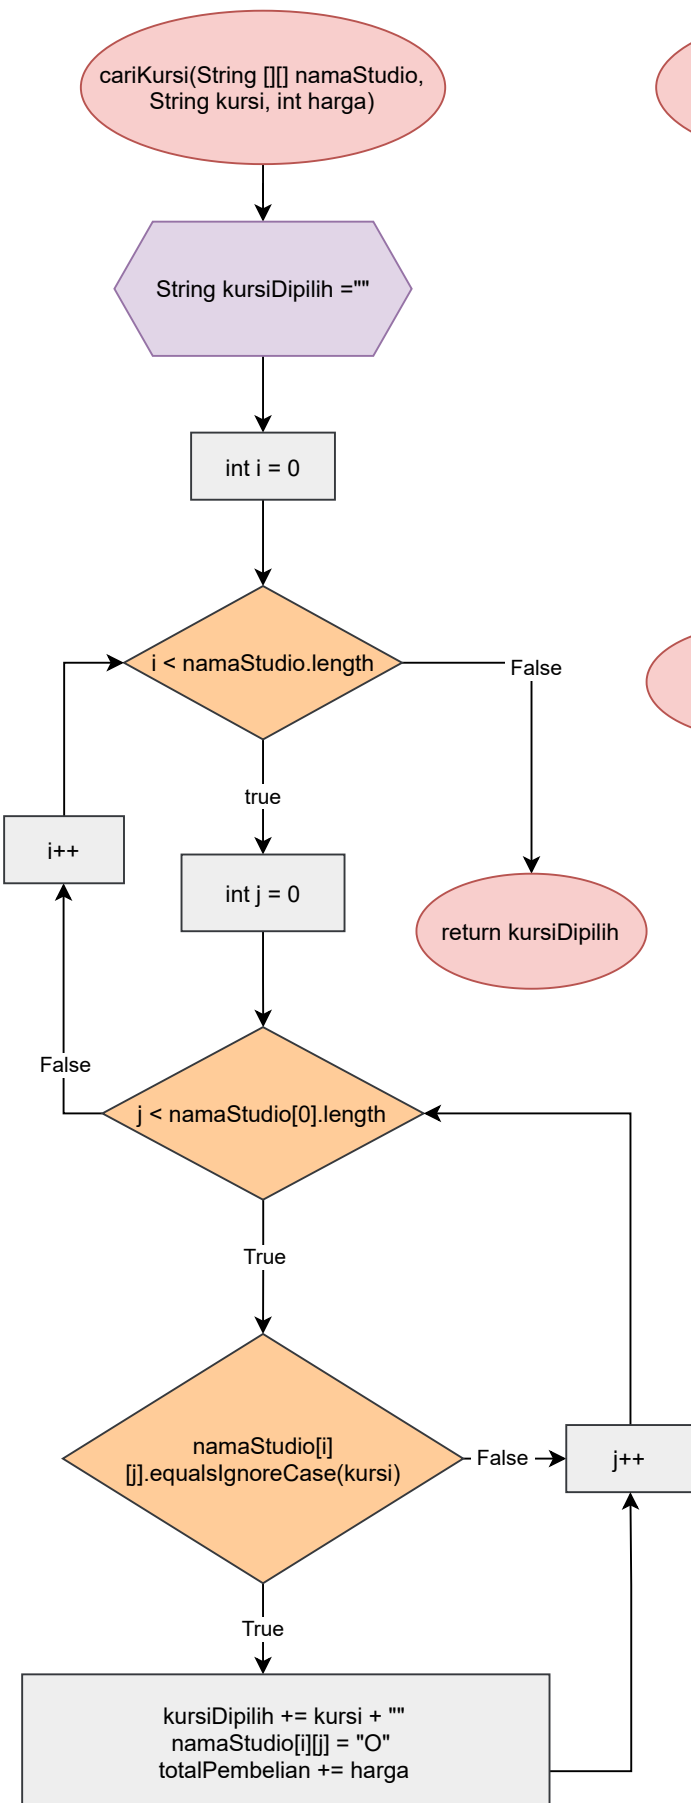 cariKursi(String [][] namaStudio,
String kursi, int harga)
String kursiDipilih =""
int i = 0
i < namaStudio.length
False
true
i++
int j = 0
return kursiDipilih
False
j < namaStudio[0].length
True
namaStudio[i]
[j].equalsIgnoreCase(kursi)
False
j++
True
kursiDipilih += kursi + ""
namaStudio[i][j] = "O"
totalPembelian += harga